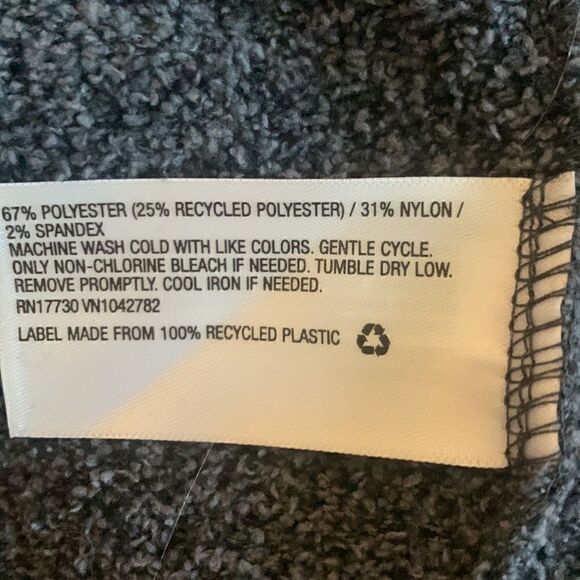 67% POLYESTER (25% RECYCLED POLYESTER) / 31% NYLON /
2% SPANDEX
MACHINE WASH COLD WITH LIKE COLORS. GENTLE CYCLE.
ONLY NON-CHLORINE BLEACH IF NEEDED. TUMBLE DRY LOW.
REMOVE PROMPTLY. COOL IRON IF NEEDED.
RN17730 VN1042782
LABEL MADE FROM 100% RECYCLED PLASTIC